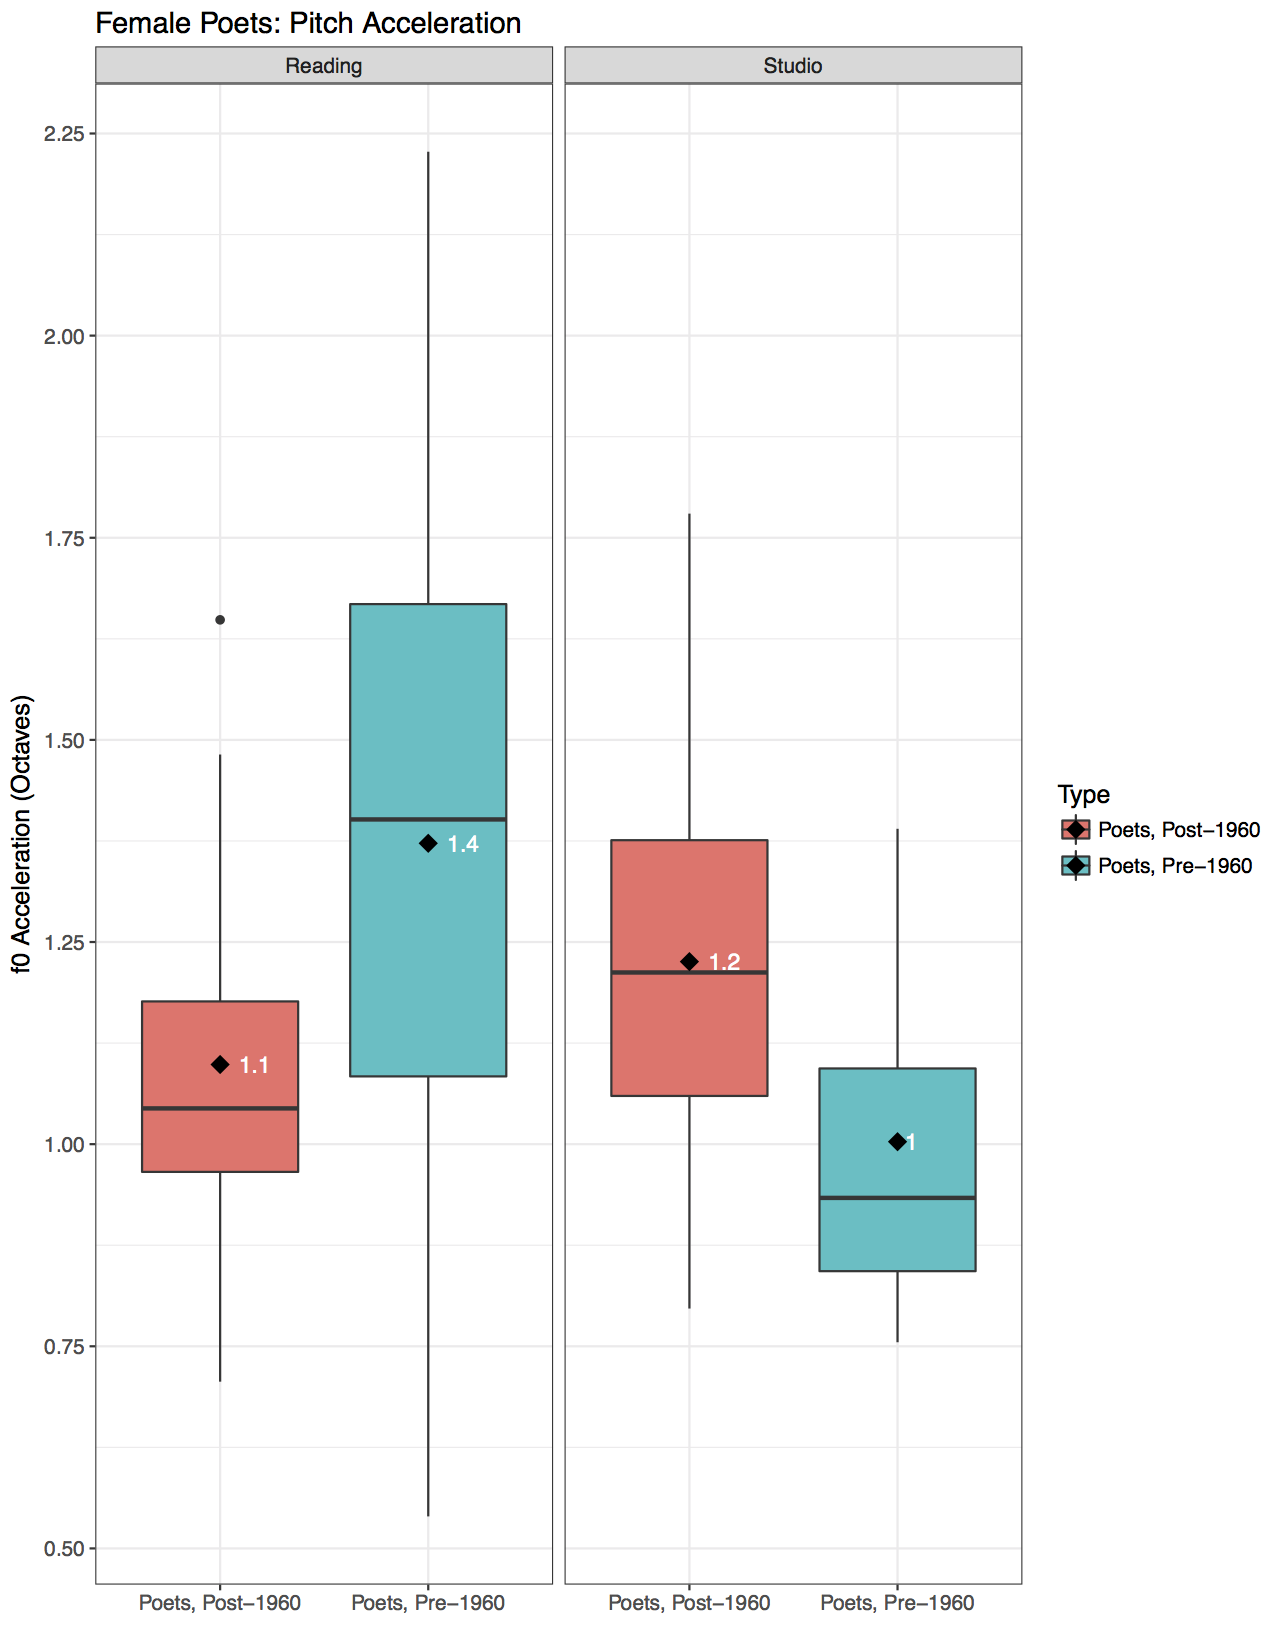 Female Poets: Pitch Acceleration
Reading
Studio
f0 Acceleration (Octaves)
2.25
2.00
1.75
1.50
1.25
1.00
0.75
0.50
1.1
1.4
1.2
1
Poets, Post−1960
Poets, Pre−1960
Poets, Post−1960
Poets, Pre−1960
Type
Poets, Post−1960
Poets, Pre−1960